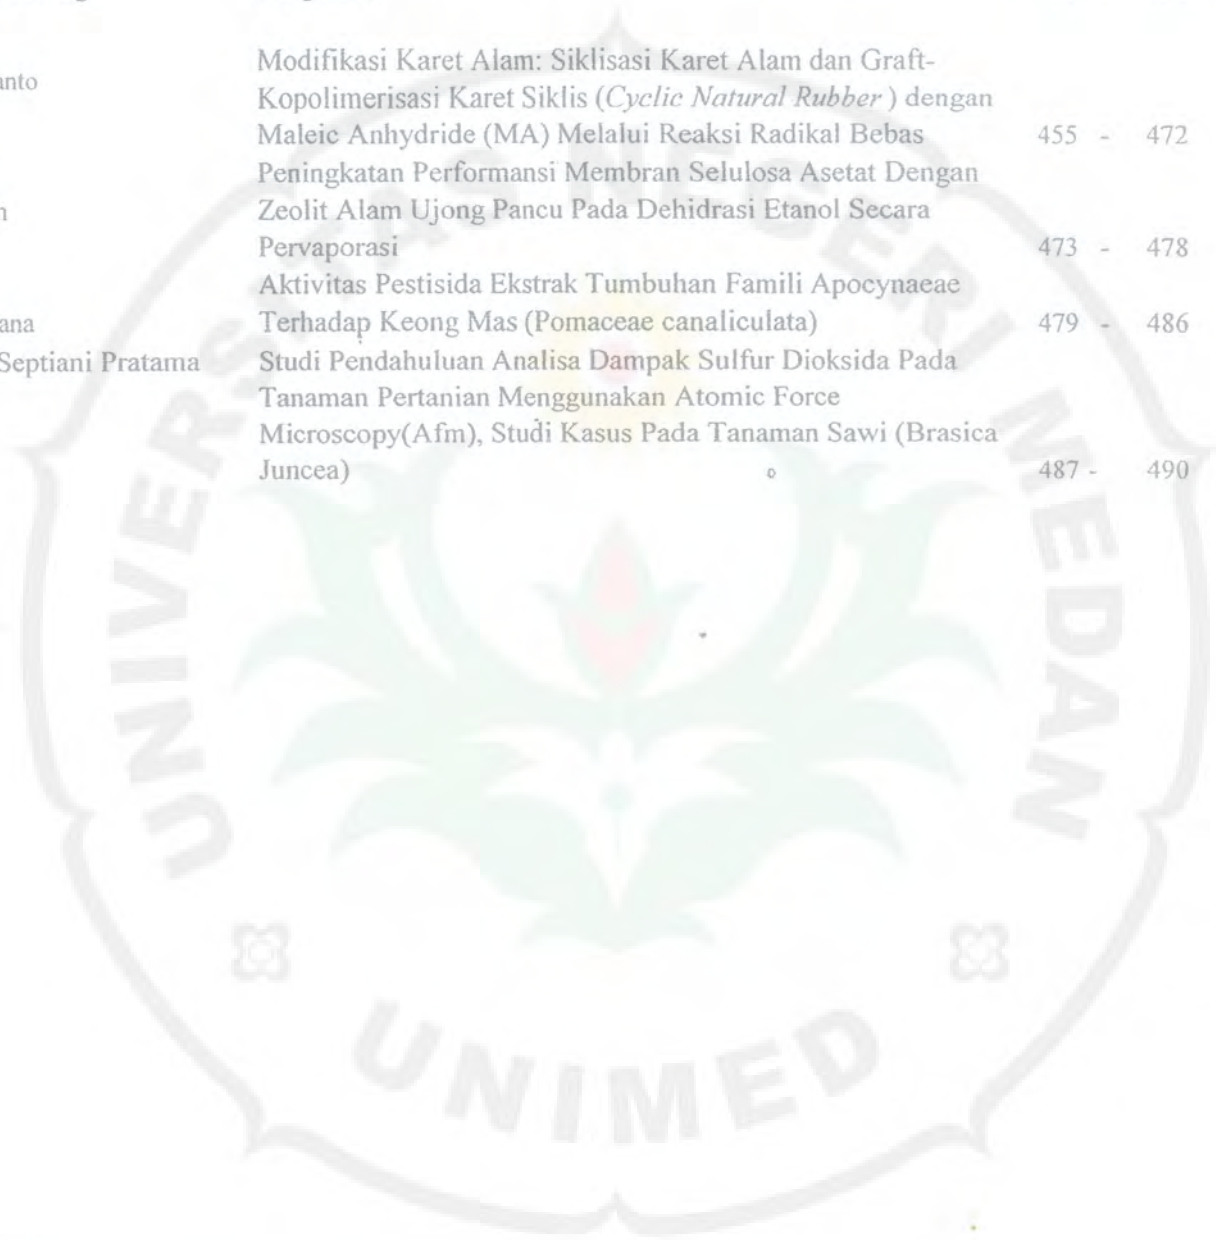 anto
Modifikasi Karet Alam: Siklisasi Karet Alam dan Graft-
Kopolimerisasi Karet Siklis (Cyclic Natural Rubber ) dengan
Maleic Anhydride (MA) Melalui Reaksi Radikal Bebas 455 - 472
Peningkatan Performansi Membran Selulosa Asetat Dengan
Zeolit Alam Ujong Pancu Pada Dehidrasi Etanol Secara
Pervaporasi 473 - 478
Aktivitas Pestisida Ekstrak Tumbuhan Famili Apocynaeae
ana Terhadap Keong Mas (Pomaceae canaliculata) 479 - 486
Septiani Pratama Studi Pendahuluan Analisa Dampak Sulfur Dioksida Pada
Tanaman Pertanian Menggunakan Atomic Force
Microscopy(Afm), Studi Kasus Pada Tanaman Sawi (Brasica
Juncea) 487 - 490
UNIVERSITAS NEGERI MEDAN
UNIMED